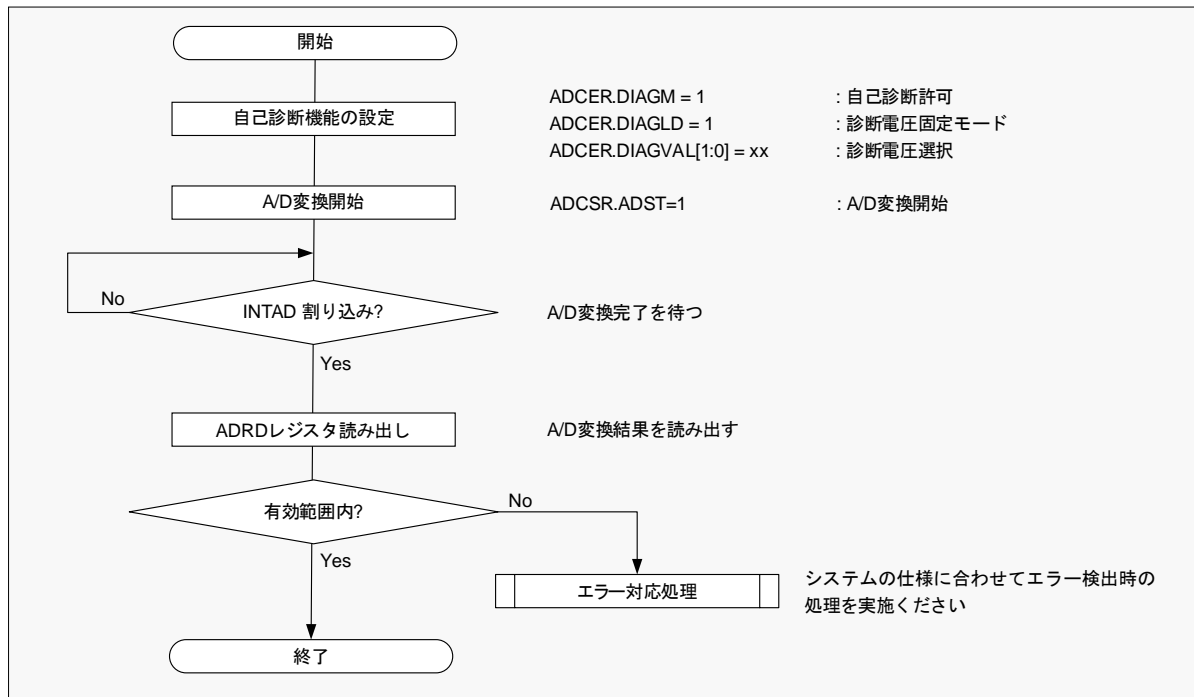 開始
自己診断機能の設定
ADCER.DIAGM = 1 : 自己診断許可
ADCER.DIAGLD = 1 : 診断電圧固定モード
ADCER.DIAGVAL[1:0] = xx : 診断電圧選択
A/D変換開始
ADCSR.ADST=1 : A/D変換開始
No
INTAD 割り込み?
A/D変換完了を待つ
Yes
ADRDレジスタ読み出し
A/D変換結果を読み出す
有効範囲内?
No
Yes
エラー対応処理
システムの仕様に合わせてエラー検出時の
処理を実施ください
終了